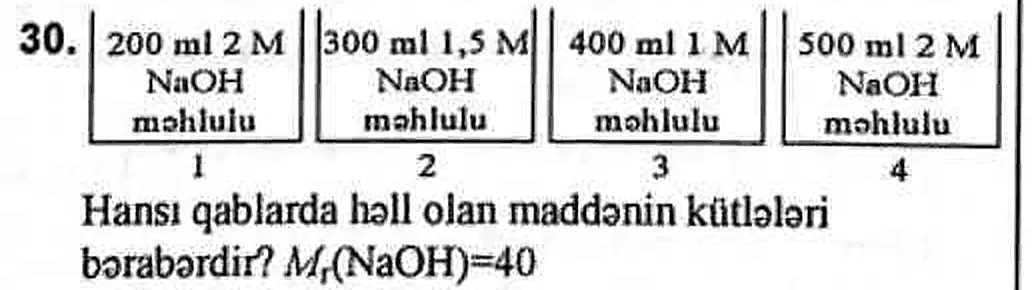 30. 200 ml 2 M 300 ml 1,5 M 400 ml 1 M 500 ml 2 M
NaOH NaOH NaOH NaOH
məhlulu məhlulu məhlulu məhlulu
1 2 3 4
Hansı qablarda həll olan maddənin kütlələri
bərabərdir? Mᵣ(NaOH)=40